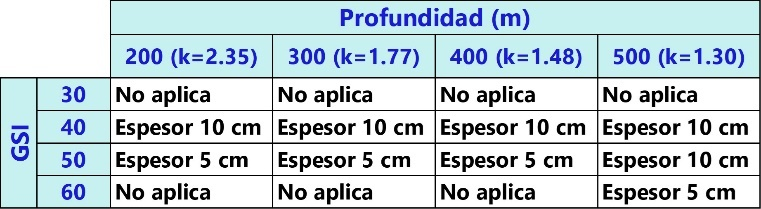 Profundidad (m)
200 (k=2.35) 300 (k=1.77) 400 (k=1.48) 500 (k=1.30)
GSI
30 No aplica No aplica No aplica No aplica
40 Espesor 10 cm Espesor 10 cm Espesor 10 cm Espesor 10 cm
50 Espesor 5 cm Espesor 5 cm Espesor 5 cm Espesor 10 cm
60 No aplica No aplica No aplica Espesor 5 cm